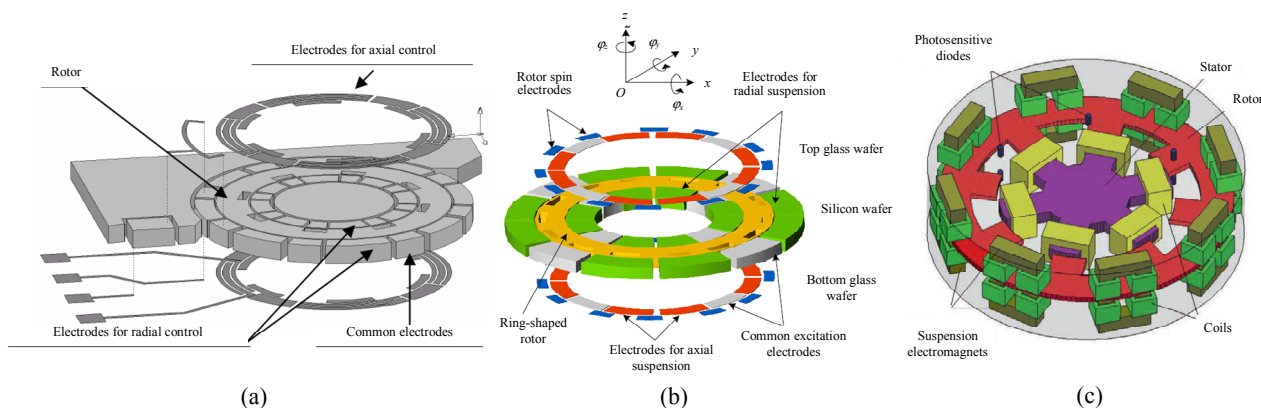 Electrodes for axial control
Rotor
Electrodes for radial control
Common electrodes
(a)
z
φz
φy
y
O
x
φx
Rotor spin
electrodes
Electrodes for
radial suspension
Top glass wafer
Silicon wafer
Bottom glass
wafer
Ring-shaped
rotor
Electrodes for axial
suspension
Common excitation
electrodes
(b)
Photosensitive
diodes
Stator
Rotor
Suspension
electromagnets
Coils
(c)